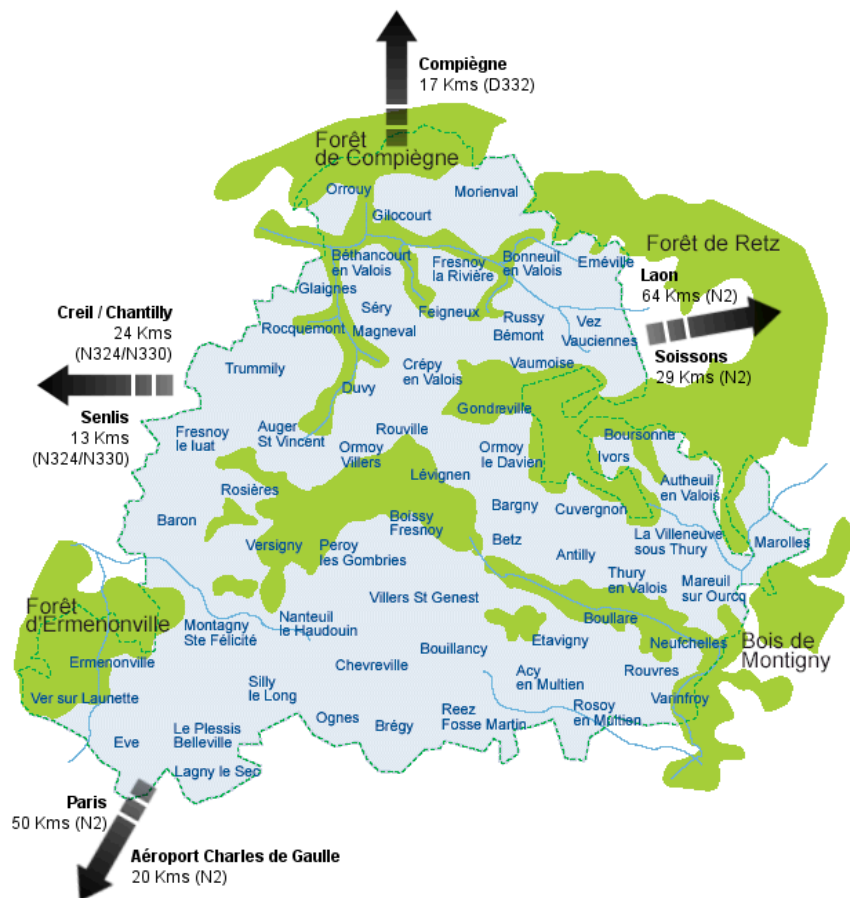 Compiègne
17 Kms (D332)
Forêt
de Compiègne
Orrouy
Morienval
Gilocourt
Forêt de Retz
Béthancourt
en Valois
Fresnoy
la Rivière
Bonneuil
en Valois
Eméville
Laon
64 Kms (N2)
Glaignes
Creil / Chantilly
24 Kms
(N324/N330)
Séry
Magneval
Feigneux
Russy
Bémont
Vez
Vauciennes
Rocquemont
Soissons
29 Kms (N2)
Trummily
Crépy
en Valois
Vaumoise
Duvy
Gondreville
Senlis
13 Kms
(N324/N330)
Fresnoy
le luat
Auger
St Vincent
Rouville
Ormoy
Villers
Ormoy
le Davien
Boursonne
Ivors
Lévignen
Autheuil
en Valois
Rosières
Baron
Bargny
Cuvergnon
Boissy
Fresnoy
Versigny
Peroy
les Gombries
Betz
Antilly
La Villeneuve
sous Thury
Marolles
Thury
en Valois
Mareuil
sur Ourcq
Forêt
d'Ermenonville
Villers St Genest
Montagny
Ste Félicité
Nanteuil
le Haudouin
Boullare
Etavigny
Neufchelles
Bois de
Montigny
Bouillancy
Ermenonville
Chevreville
Acy
en Multien
Rouvres
Ver sur Launette
Silly
le Long
Varinfroy
Ognes
Brégy
Reez
Fosse Martin
Rosoy
en Multien
Eve
Le Plessis
Belleville
Lagny le Sec
Paris
50 Kms (N2)
Aéroport Charles de Gaulle
20 Kms (N2)